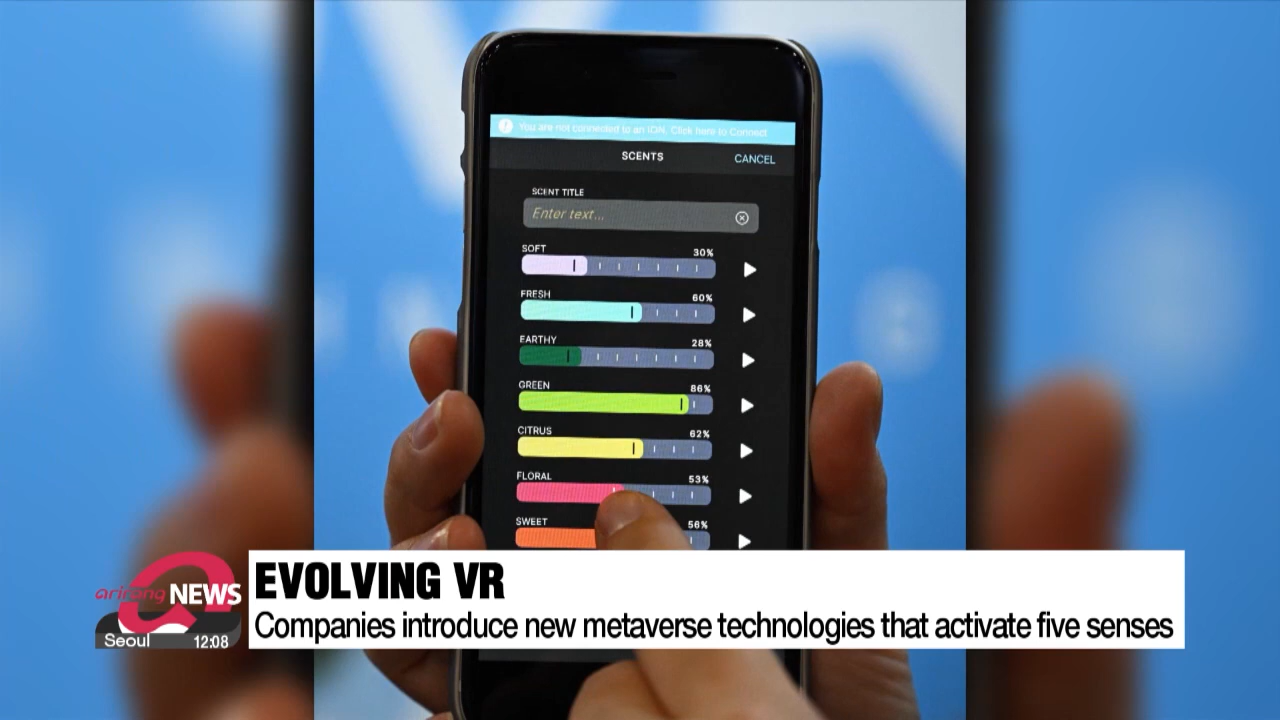 You are not connected to an ION, Click here to Connect
SCENTS
CANCEL
SCENT TITLE
Enter text...
SOFT
30%
FRESH
60%
EARTHY
28%
GREEN
86%
CITRUS
62%
FLORAL
53%
SWEET
56%
arirang NEWS
Seoul 12:08
EVOLVING VR
Companies introduce new metaverse technologies that activate five senses